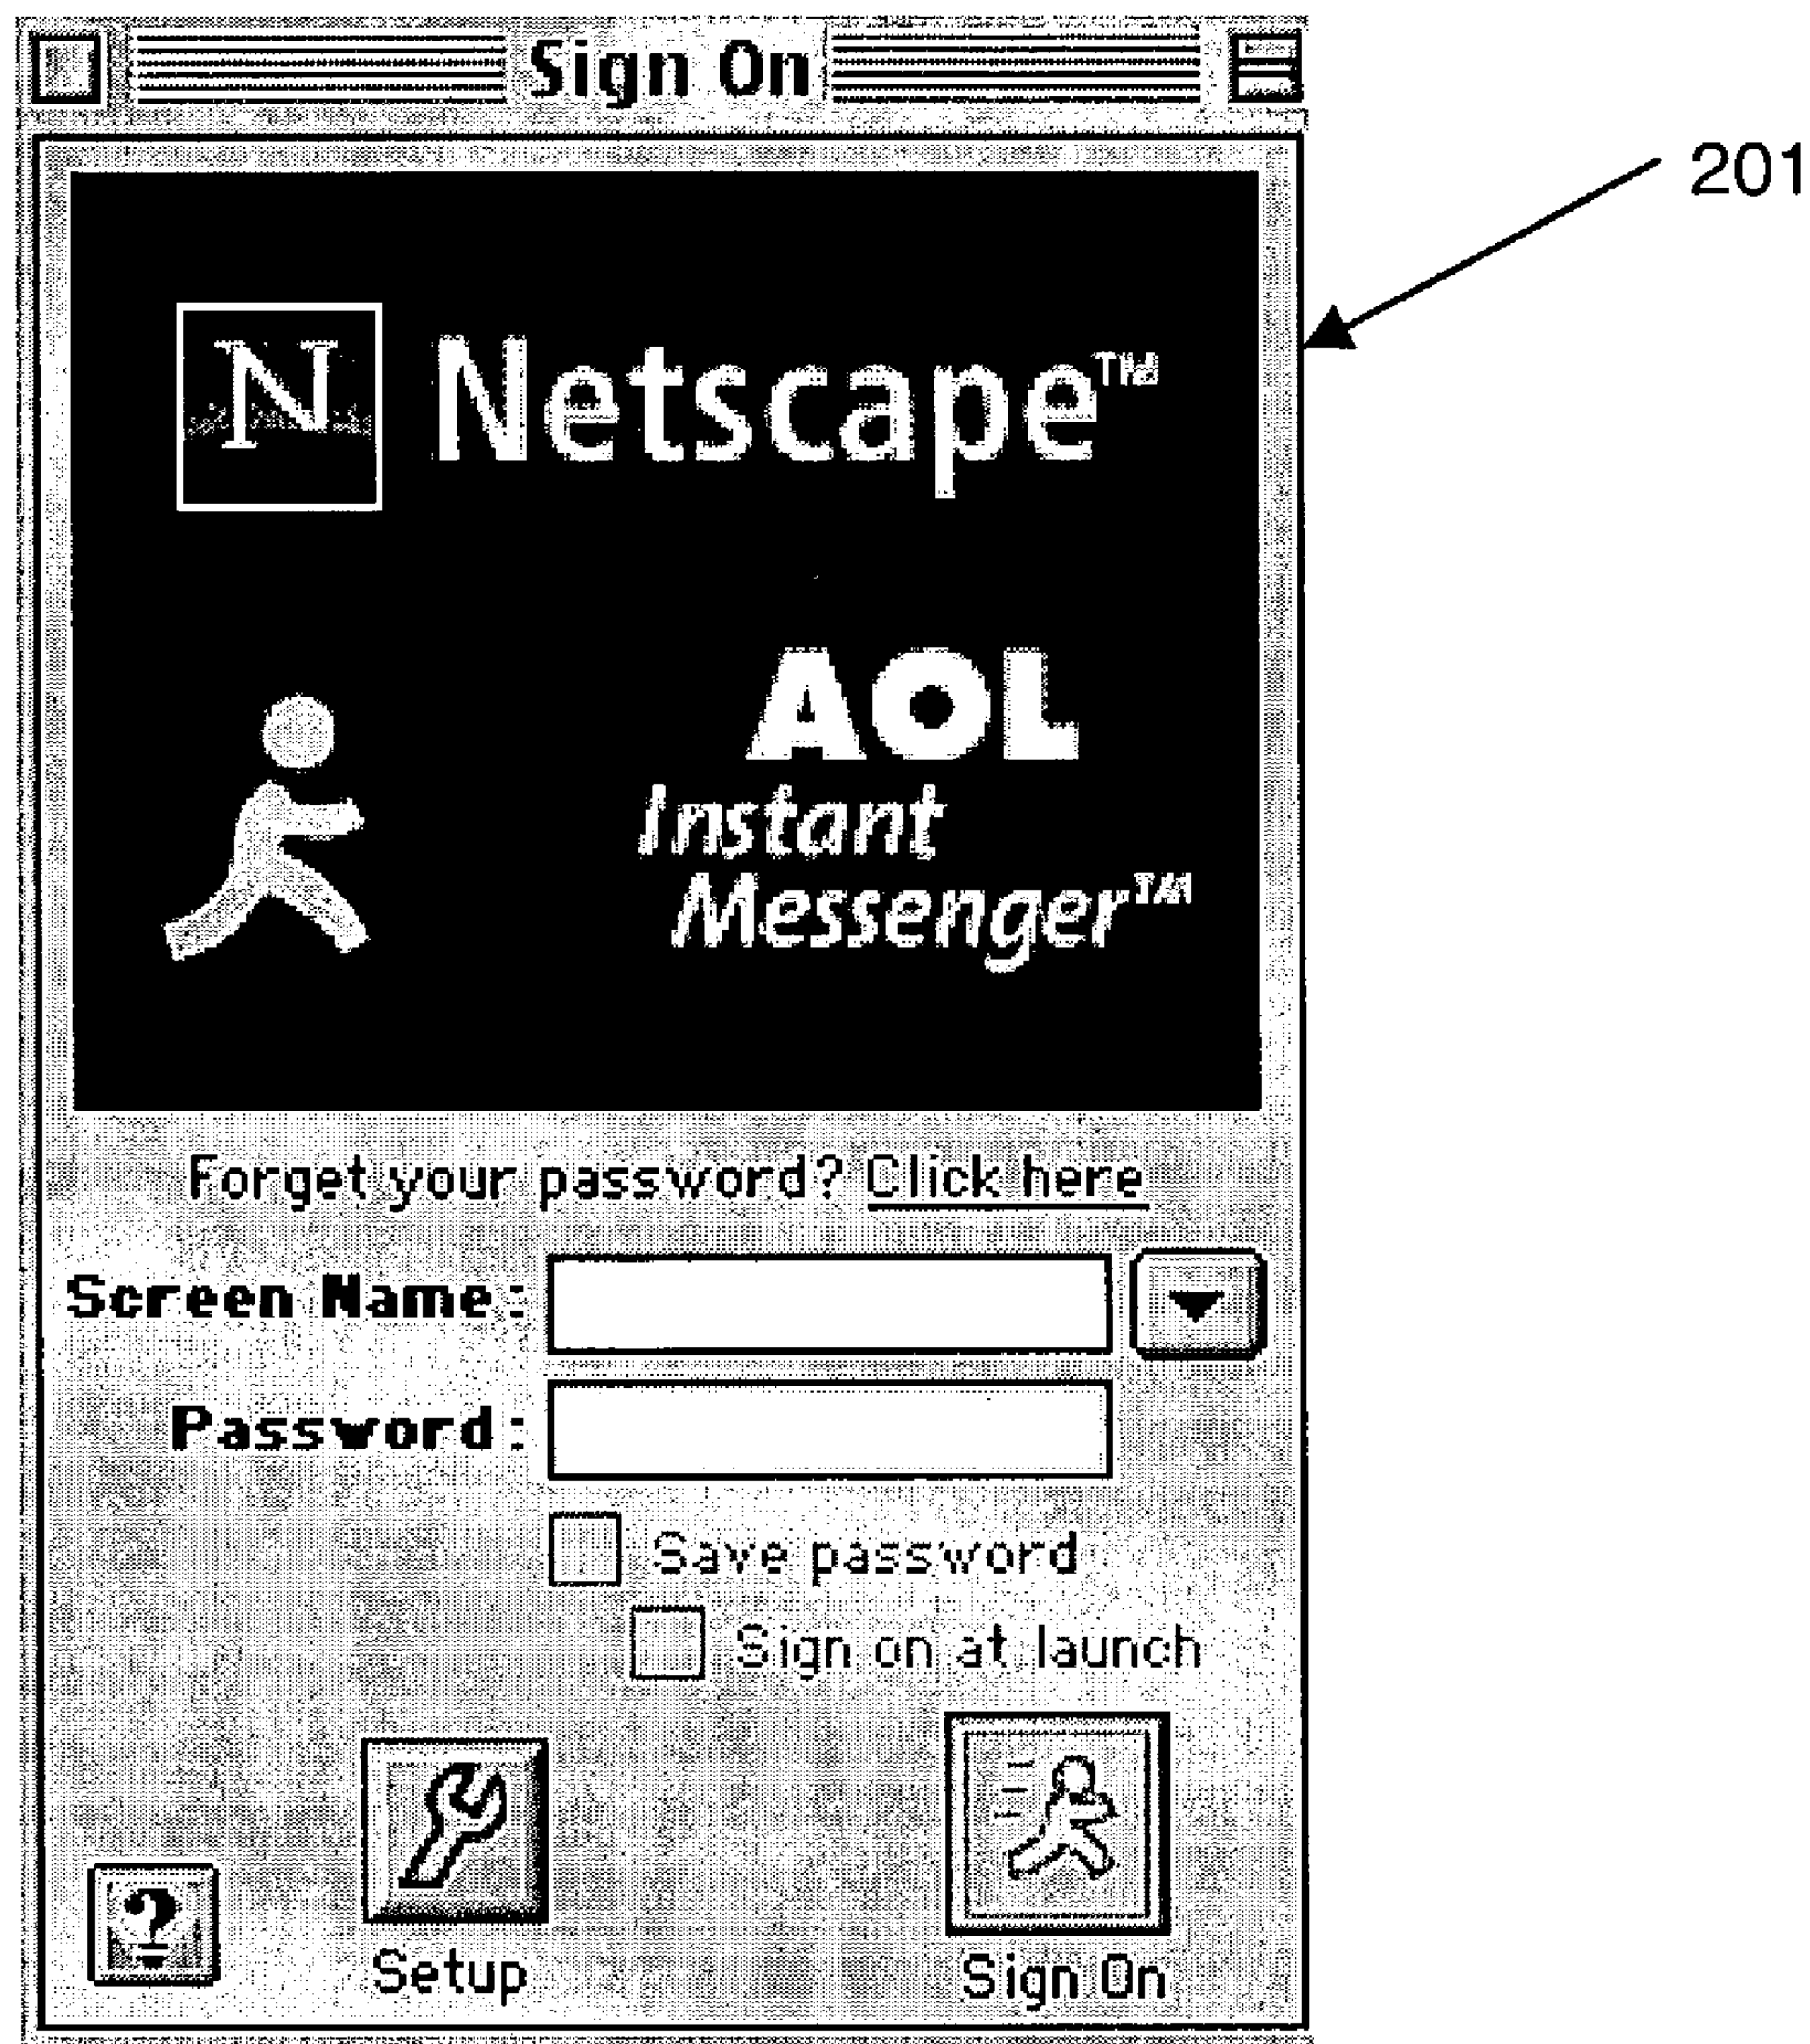 Sign On
201
N Netscape™
AOL
Instant
Messenger™
Forget your password? Click here
Screen Name:
Password:
Save password
Sign on at launch
?
Setup
Sign On